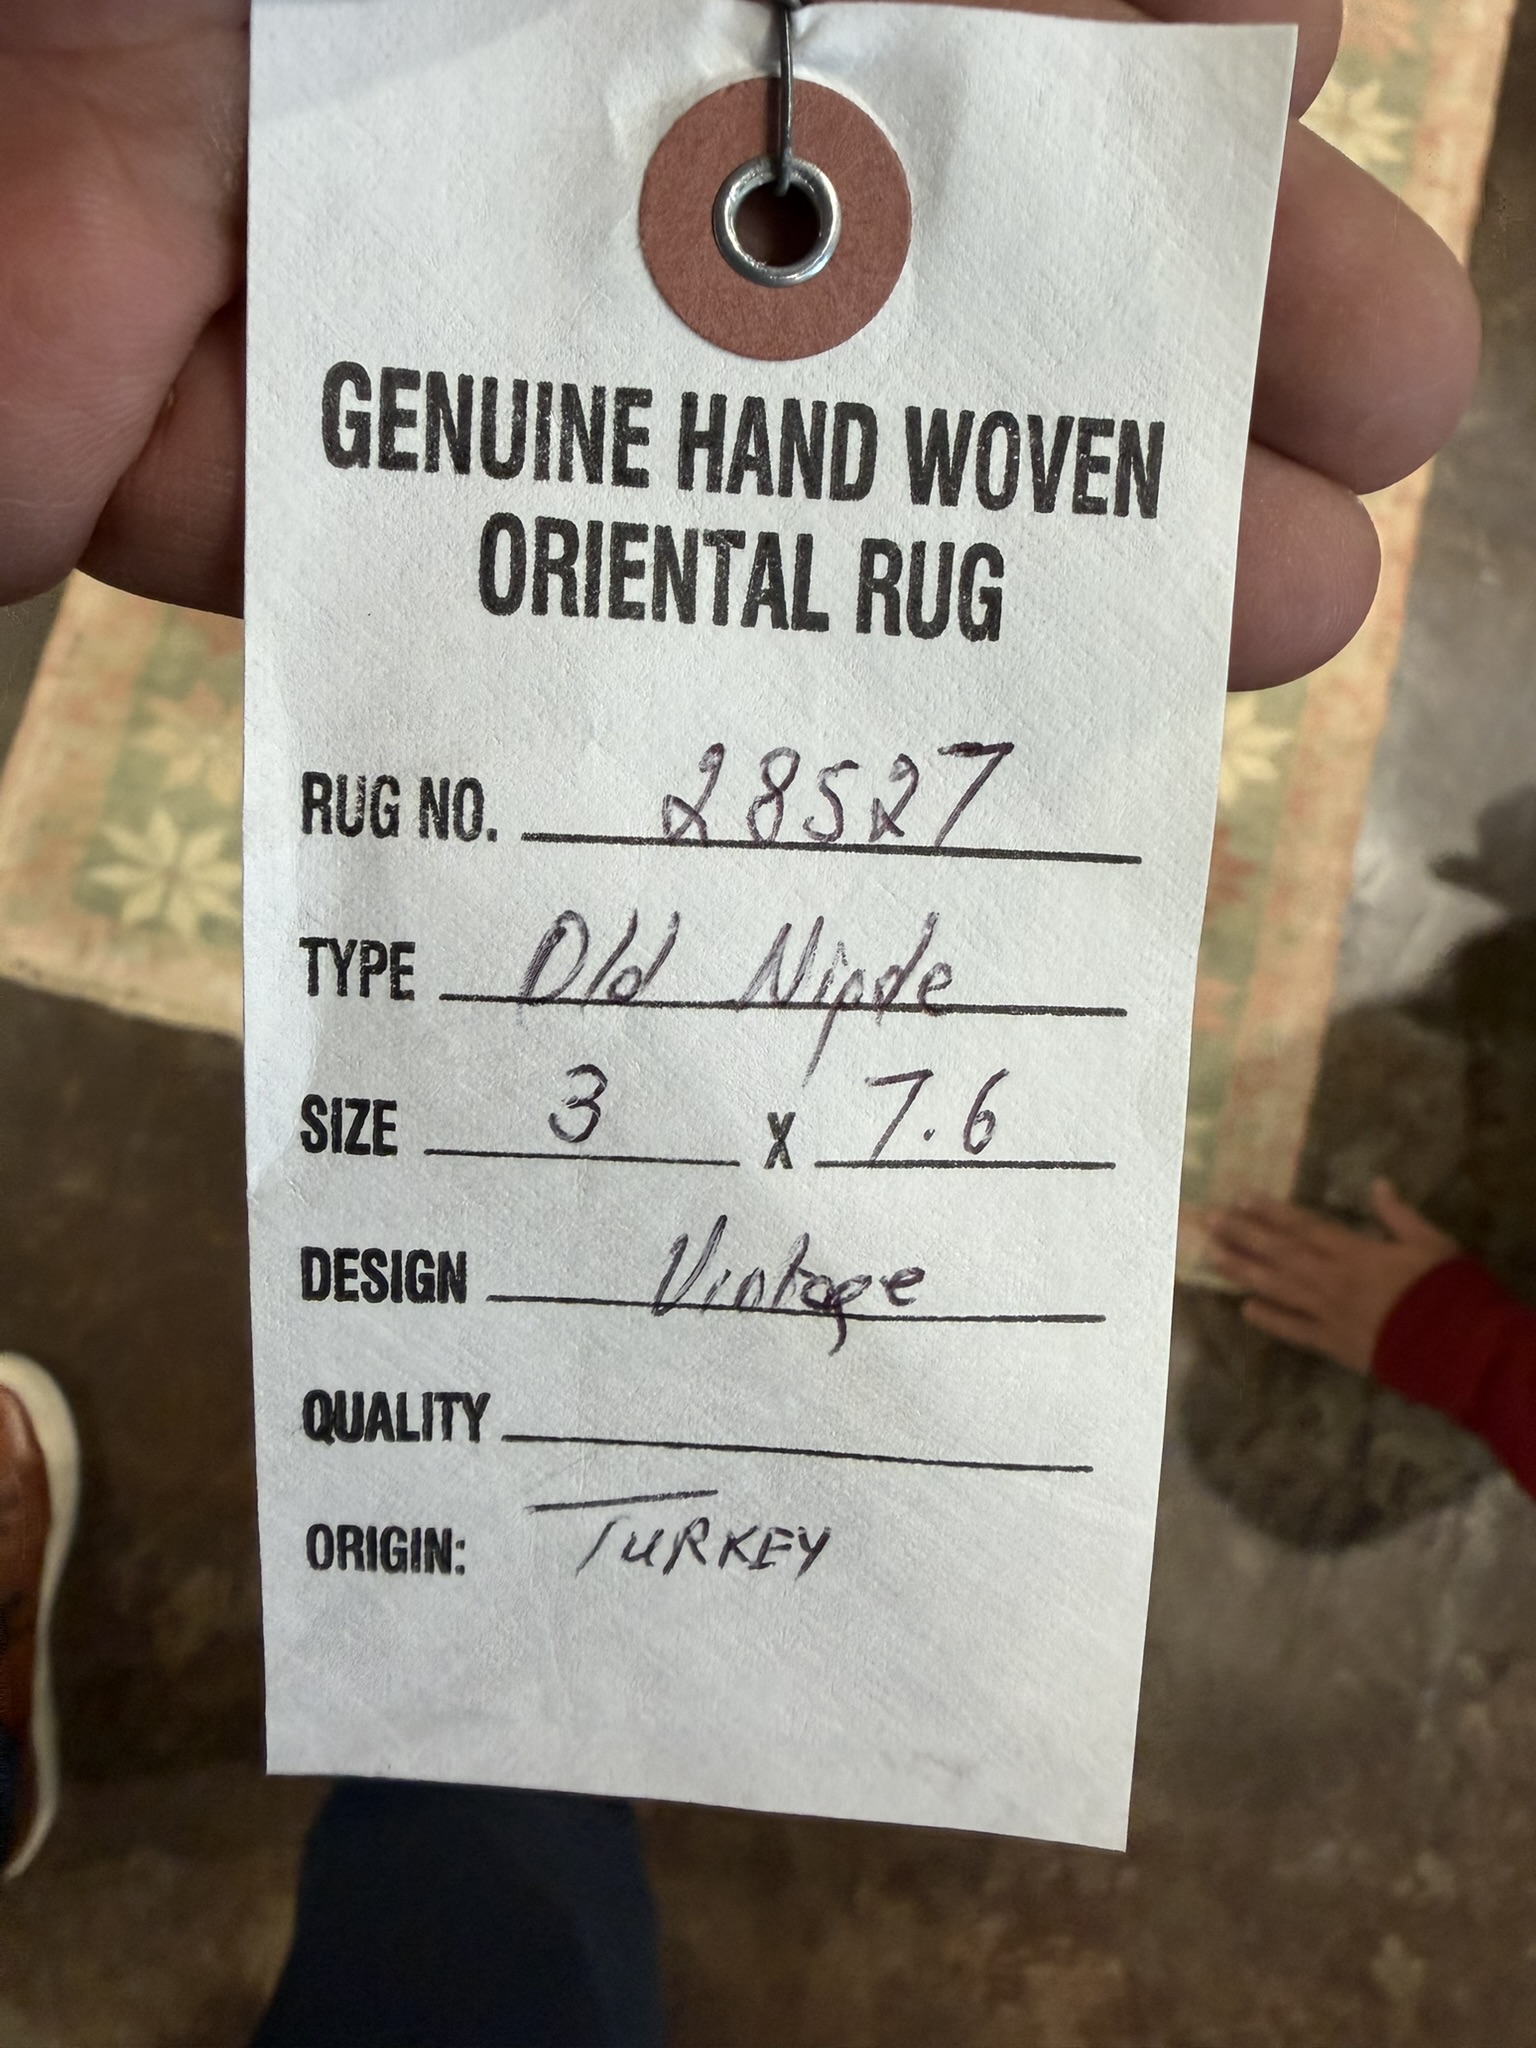 GENUINE HAND WOVEN
ORIENTAL RUG
RUG NO. 28527
TYPE Old Nipde
SIZE 3 X 7.6
DESIGN Vintage
QUALITY
ORIGIN: TURKEY